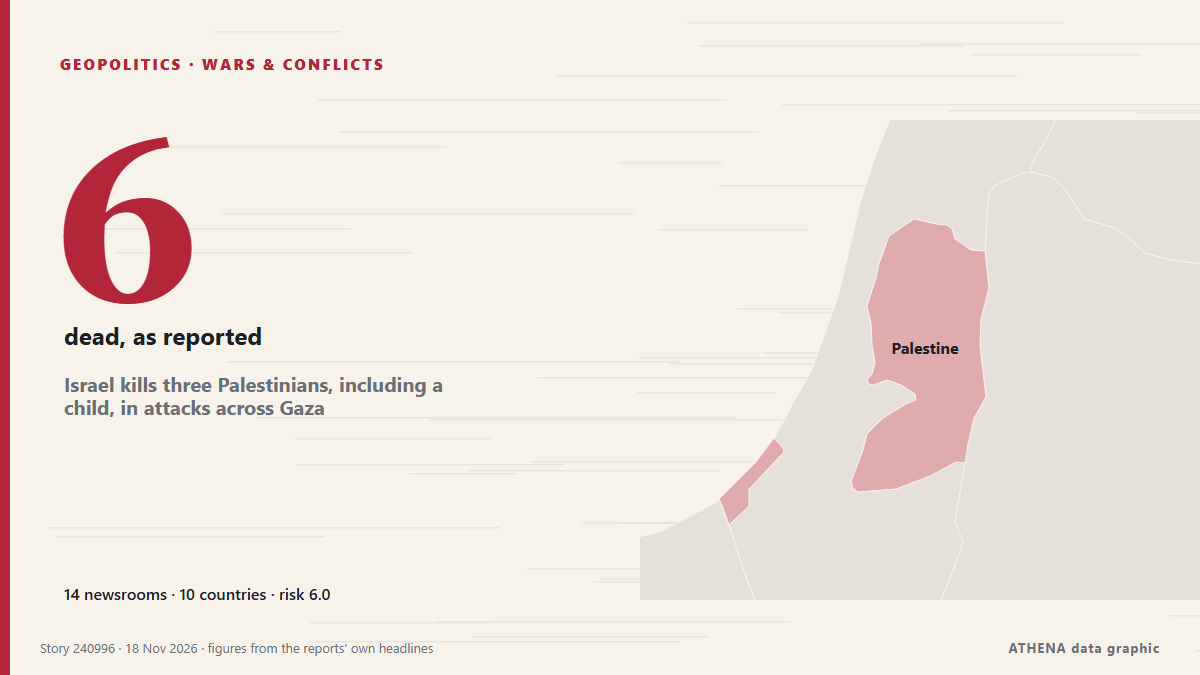 GEOPOLITICS · WARS & CONFLICTS
6
dead, as reported
Israel kills three Palestinians, including a
child, in attacks across Gaza
Palestine
14 newsrooms · 10 countries · risk 6.0
Story 240996 · 18 Nov 2026 · figures from the reports' own headlines
ATHENA data graphic